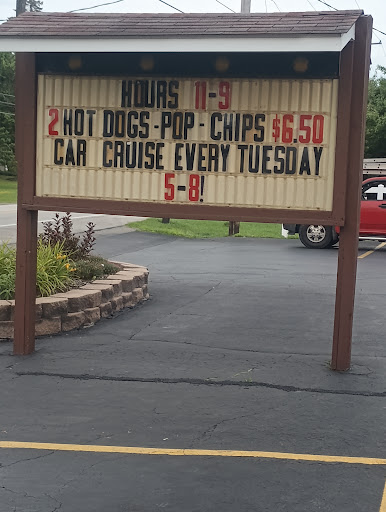 HOURS 11-9
2 HOT DOGS - POP - CHIPS $6.50
CAR CRUISE EVERY TUESDAY
5-8!